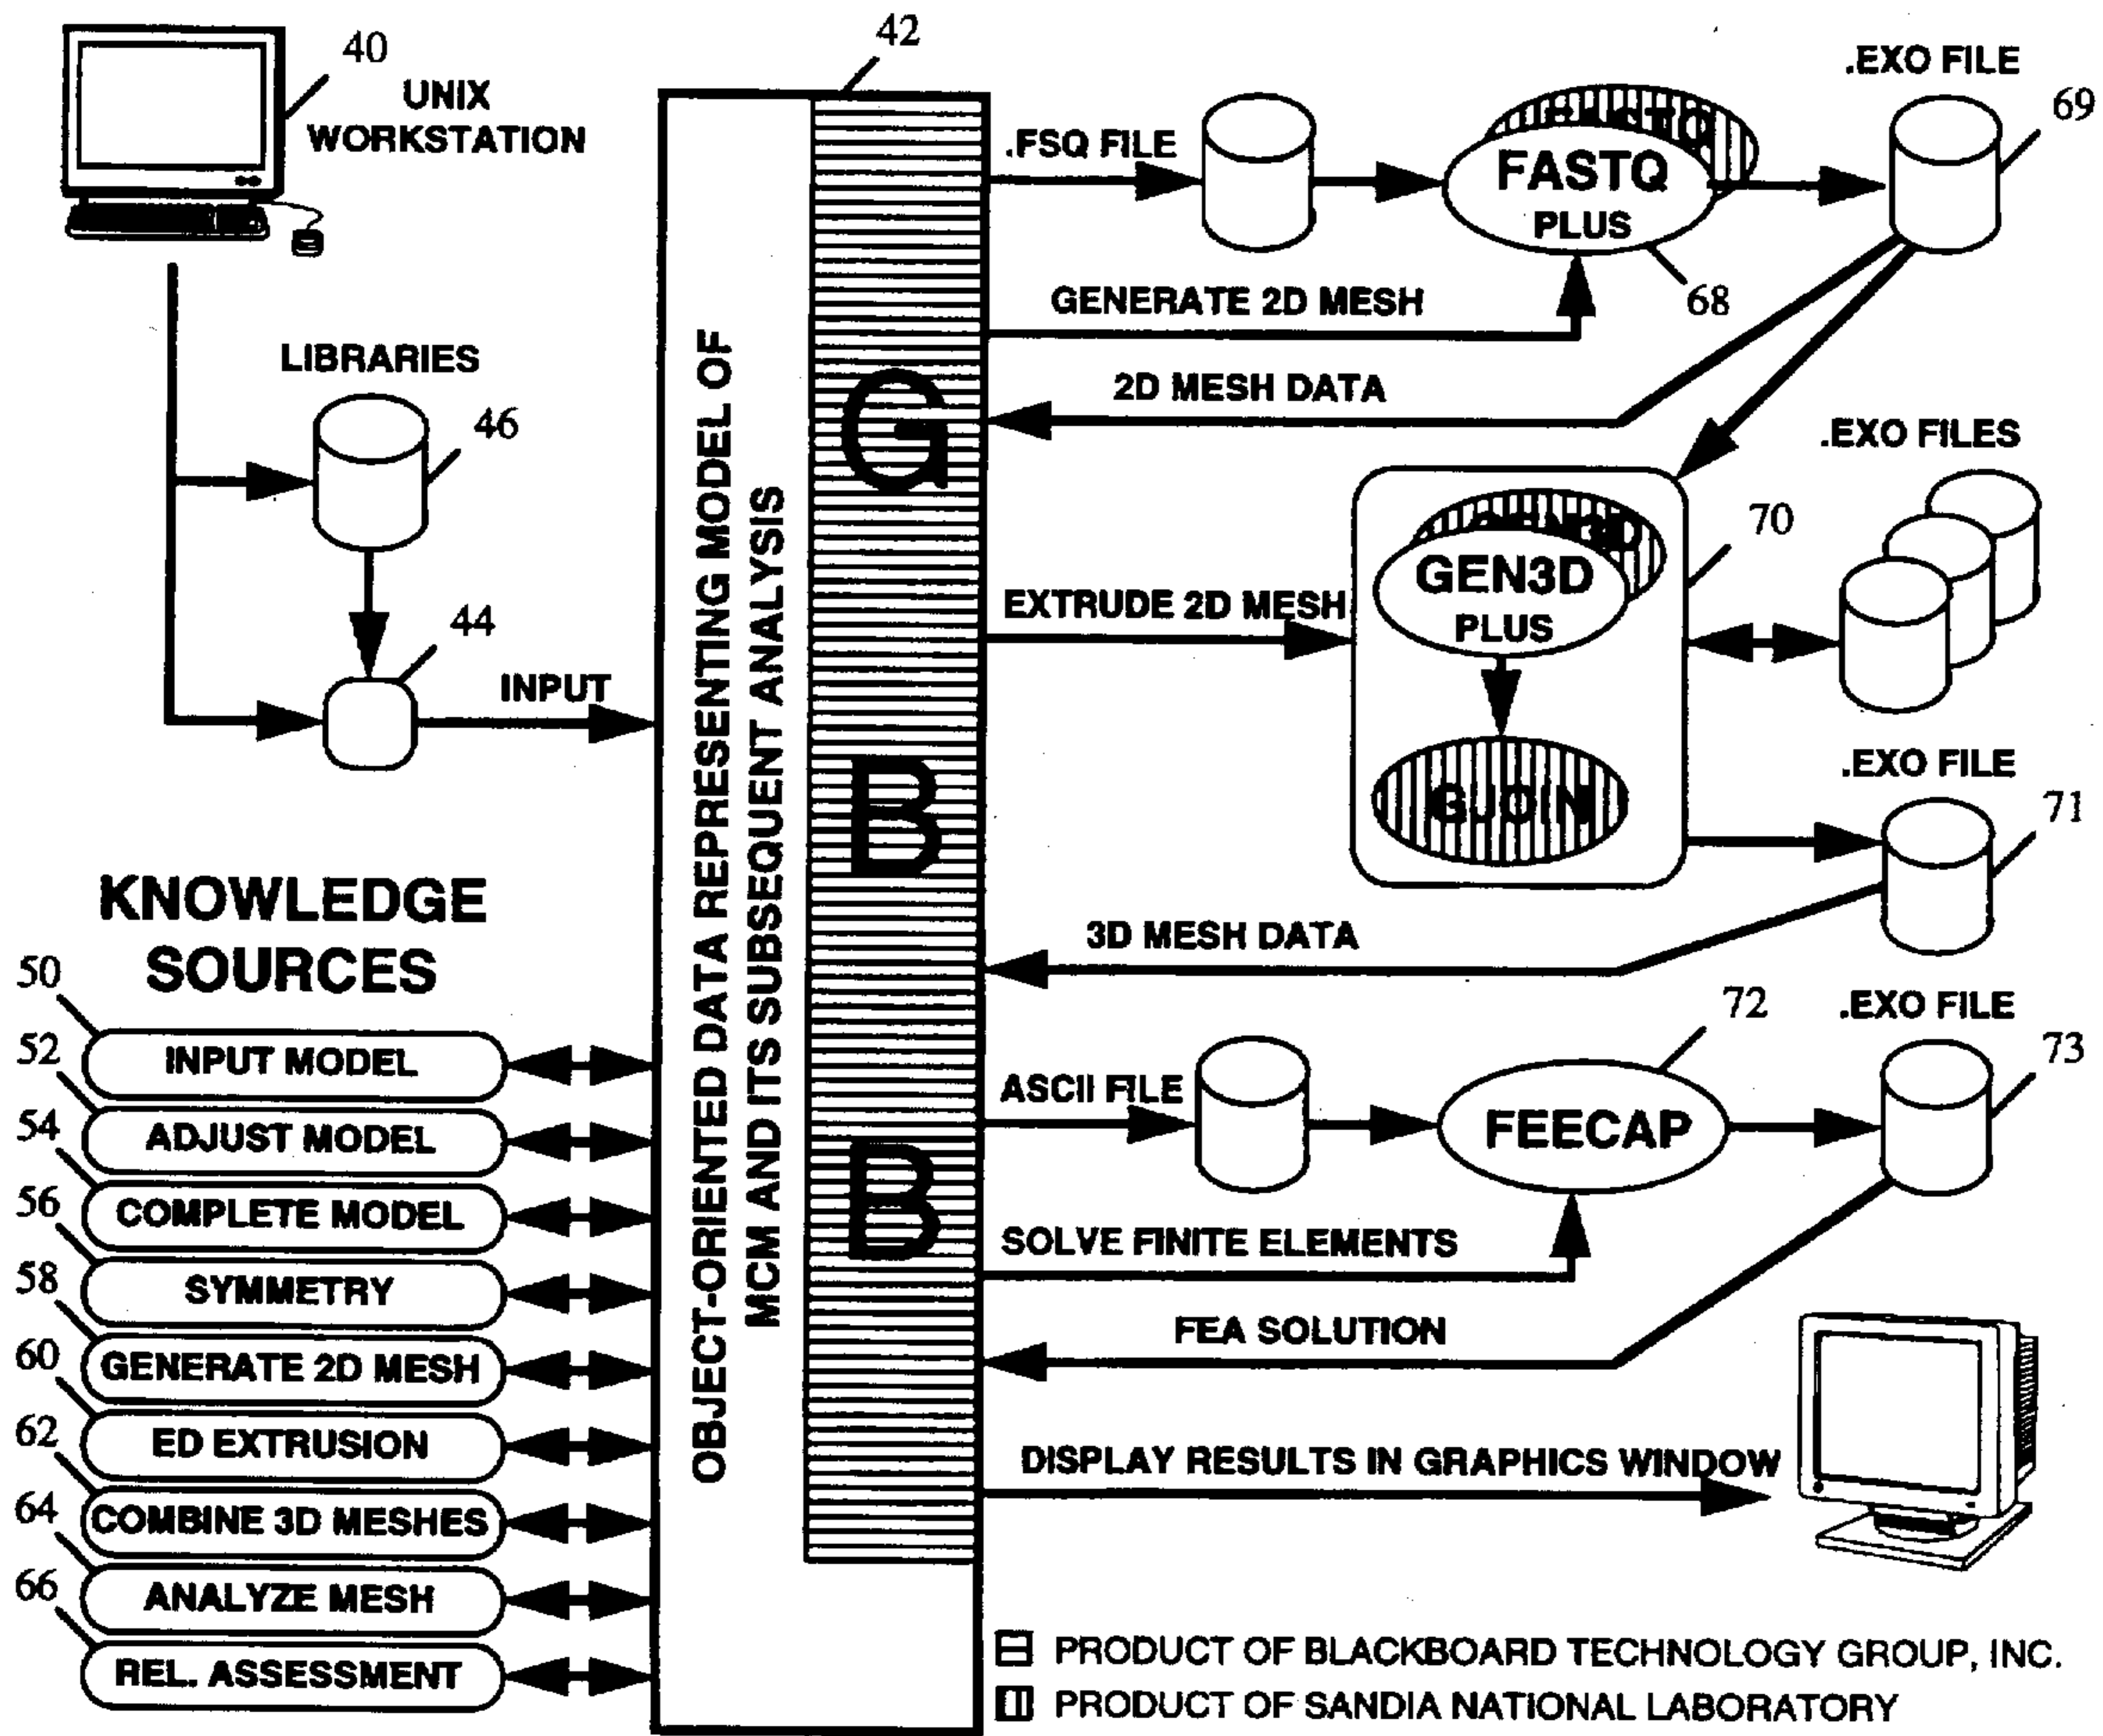 40
UNIX
WORKSTATION
LIBRARIES
46
44
INPUT
KNOWLEDGE
SOURCES
50
INPUT MODEL
52
ADJUST MODEL
54
COMPLETE MODEL
56
SYMMETRY
58
GENERATE 2D MESH
60
ED EXTRUSION
62
COMBINE 3D MESHES
64
ANALYZE MESH
66
REL. ASSESSMENT
42
OBJECT-ORIENTED DATA REPRESENTING MODEL OF
MCM AND ITS SUBSEQUENT ANALYSIS
G
B
B
.FSQ FILE
FASTQ
PLUS
68
.EXO FILE
69
GENERATE 2D MESH
2D MESH DATA
EXTRUDE 2D MESH
GEN3D
GEN3D
PLUS
GJOIN
70
.EXO FILES
.EXO FILE
71
3D MESH DATA
ASCII FILE
FEECAP
72
.EXO FILE
73
SOLVE FINITE ELEMENTS
FEA SOLUTION
DISPLAY RESULTS IN GRAPHICS WINDOW
PRODUCT OF BLACKBOARD TECHNOLOGY GROUP, INC.
PRODUCT OF SANDIA NATIONAL LABORATORY